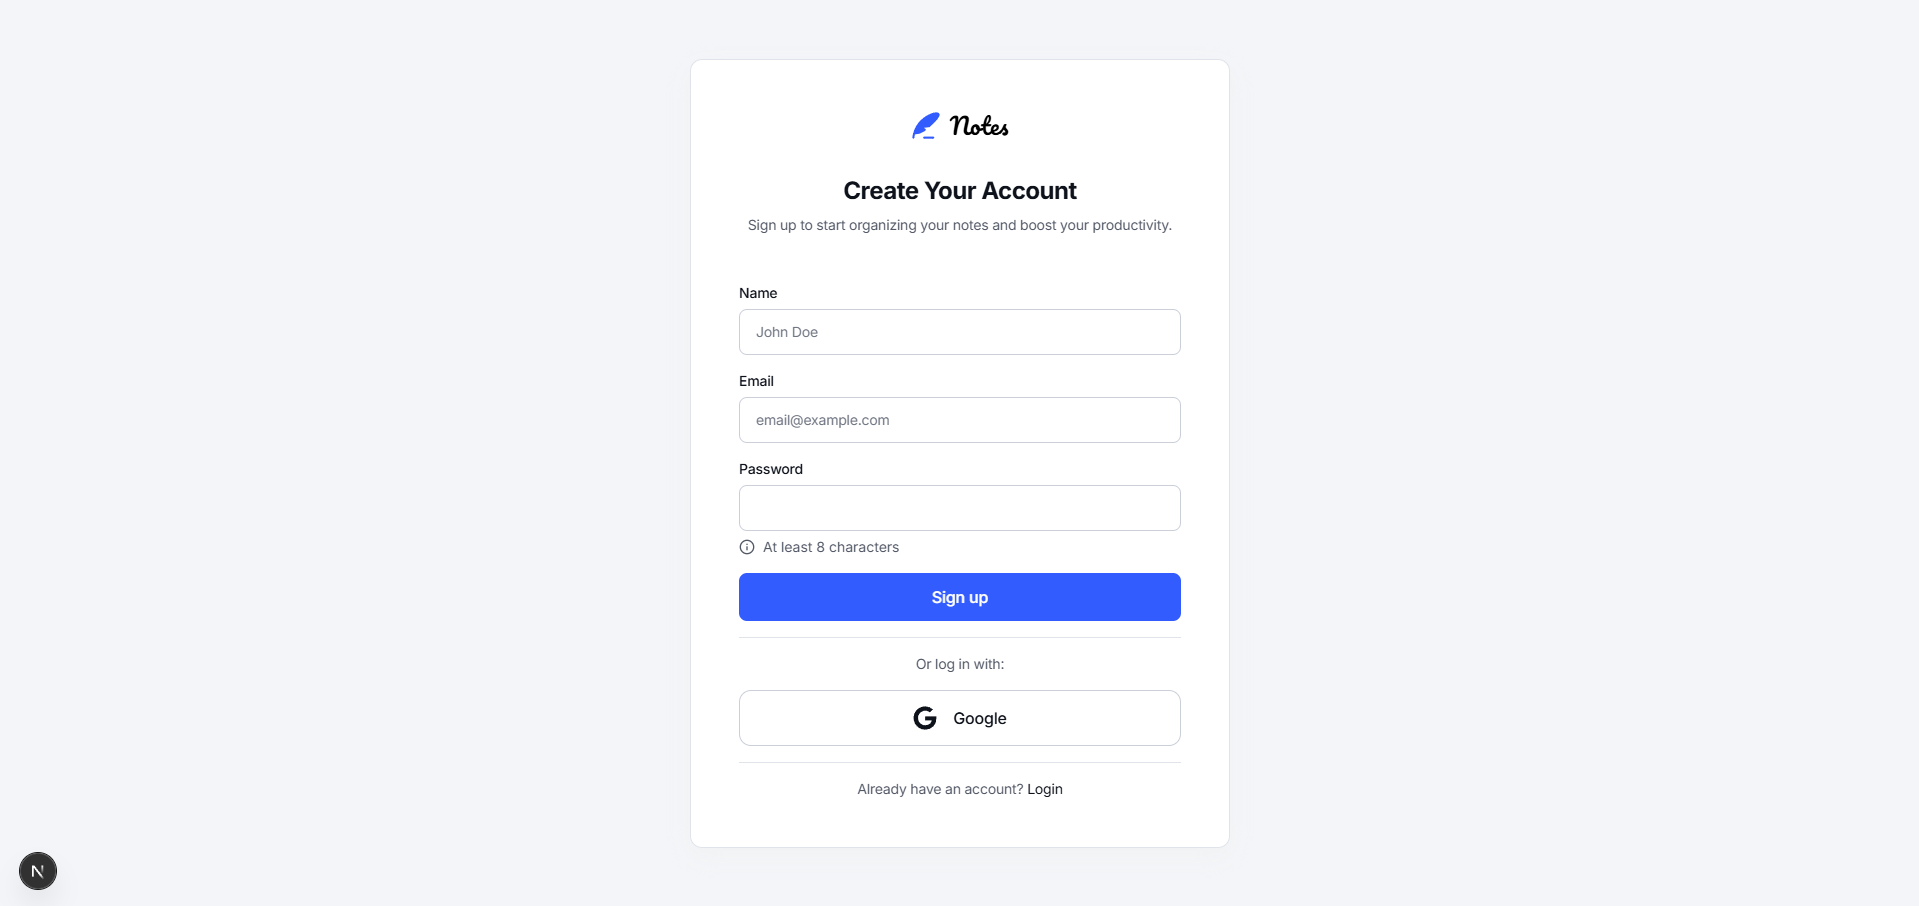 Notes
Create Your Account
Sign up to start organizing your notes and boost your productivity.
Name
John Doe
Email
email@example.com
Password
At least 8 characters
Sign up
Or log in with:
Google
Already have an account? Login
N